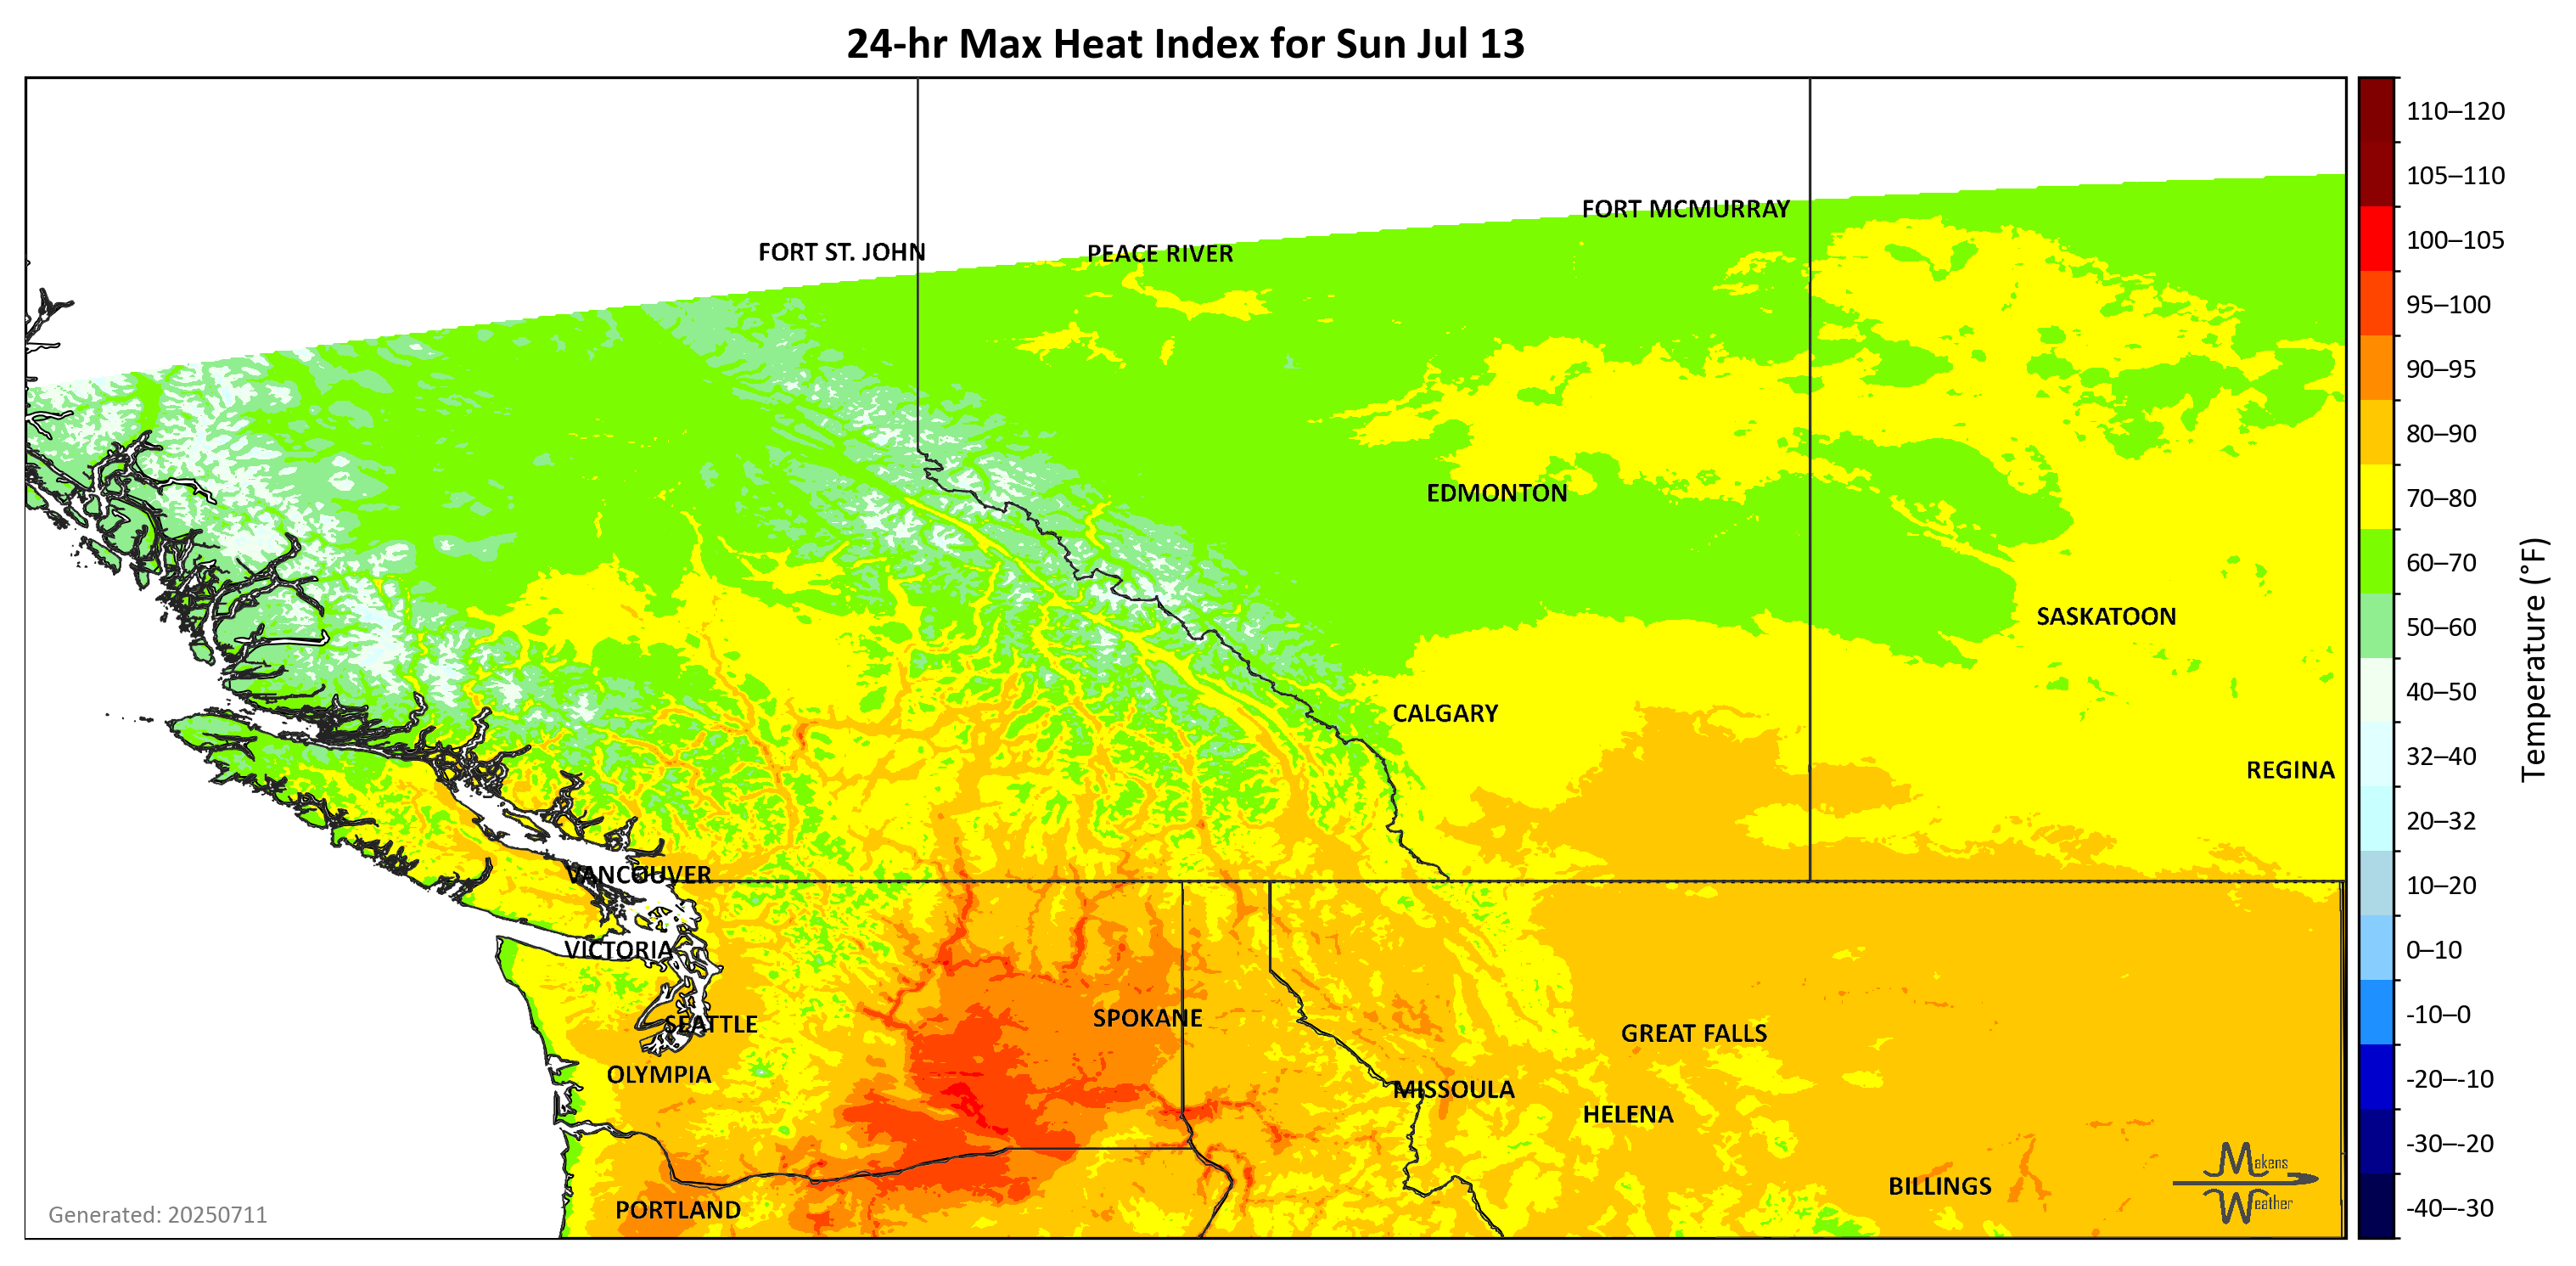 24-hr Max Heat Index for Sun Jul 13
110–120
105–110
FORT MCMURRAY
100–105
FORT ST. JOHN
PEACE RIVER
95–100
90–95
80–90
EDMONTON
70–80
60–70
SASKATOON
50–60
Temperature (°F)
40–50
CALGARY
32–40
REGINA
20–32
VANCOUVER
10–20
VICTORIA
0–10
SEATTLE
SPOKANE
-10–0
GREAT FALLS
OLYMPIA
-20–-10
MISSOULA
HELENA
-30–-20
Makens
Weather
BILLINGS
PORTLAND
-40–-30
Generated: 20250711